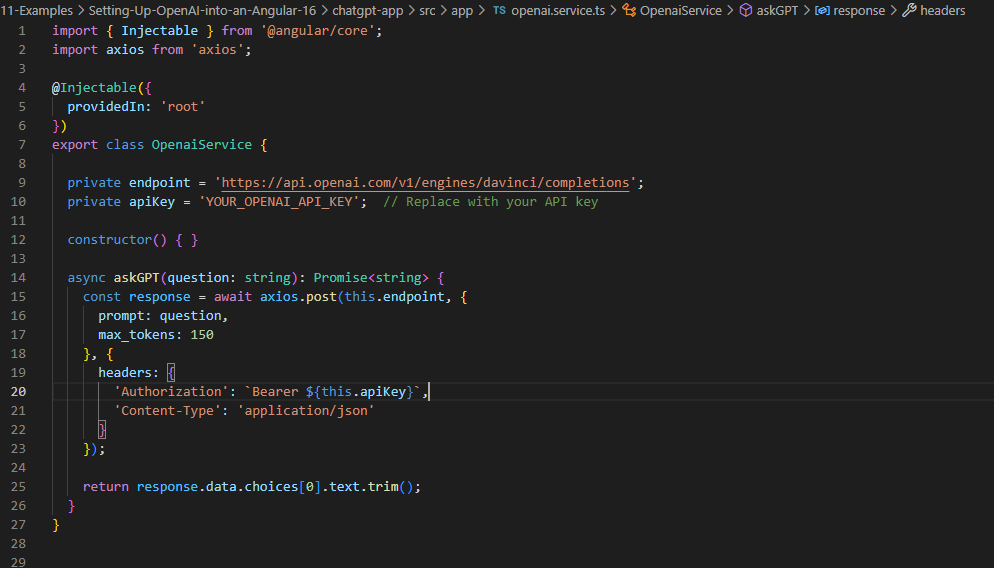 11-Examples > Setting-Up-OpenAI-into-an-Angular-16 > chatgpt-app > src > app > TS openai.service.ts > OpenaiService > askGPT > response > headers
1 import { Injectable } from '@angular/core';
2 import axios from 'axios';
3
4 @Injectable({
5   providedIn: 'root'
6 })
7 export class OpenaiService {
8
9   private endpoint = 'https://api.openai.com/v1/engines/davinci/completions';
10   private apiKey = 'YOUR_OPENAI_API_KEY';  // Replace with your API key
11
12   constructor() { }
13
14   async askGPT(question: string): Promise<string> {
15     const response = await axios.post(this.endpoint, {
16       prompt: question,
17       max_tokens: 150
18     }, {
19       headers: {
20         'Authorization': `Bearer ${this.apiKey}`,
21         'Content-Type': 'application/json'
22       }
23     });
24
25     return response.data.choices[0].text.trim();
26   }
27 }
28
29